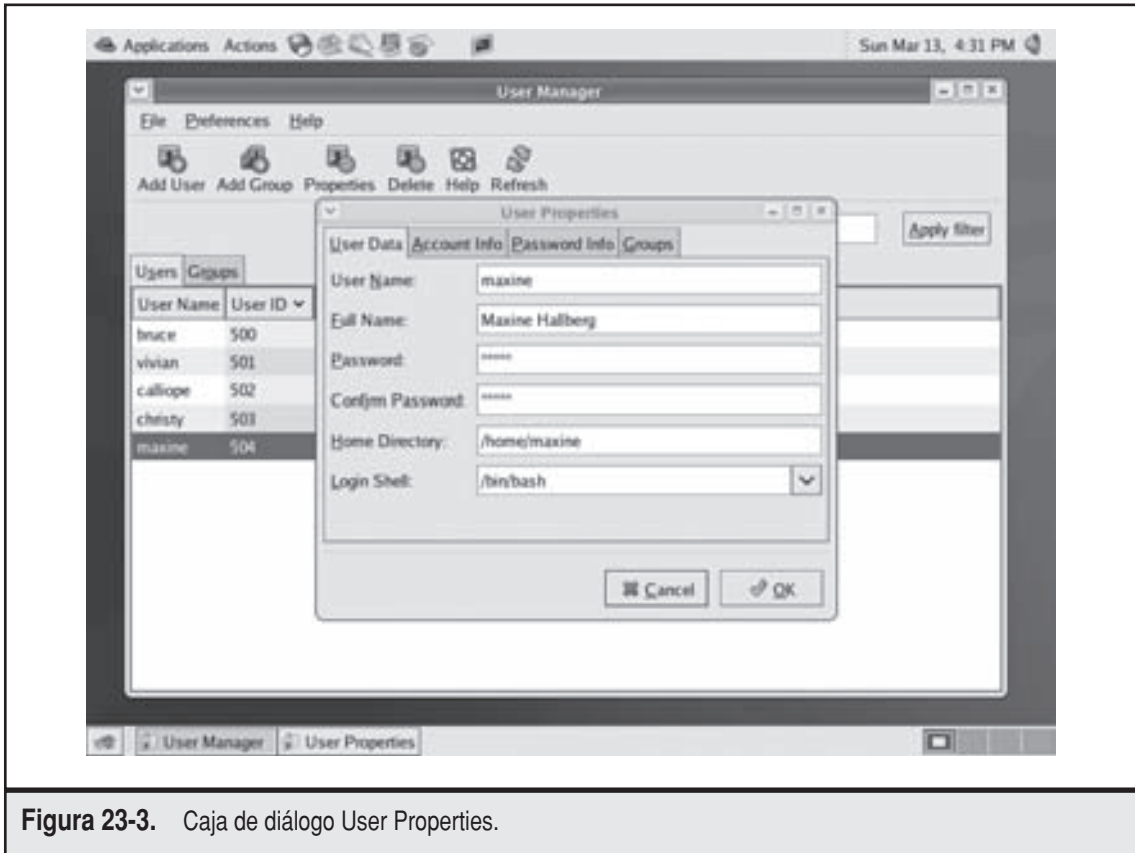 Applications Actions Sun Mar 13, 4:31 PM
User Manager
File Preferences Help
Add User Add Group Properties Delete Help Refresh
User Properties
Apply filter
User Data Account Info Password Info Groups
Users Groups
User Name: maxine
User Name User ID
Full Name: Maxine Hallberg
bruce 500
Password: *****
vivian 501
calliope 502
Confirm Password: *****
christy 503
maxine 504
Home Directory: /home/maxine
Login Shell: /bin/bash
Cancel OK
User Manager User Properties
Figura 23-3. Caja de diálogo User Properties.